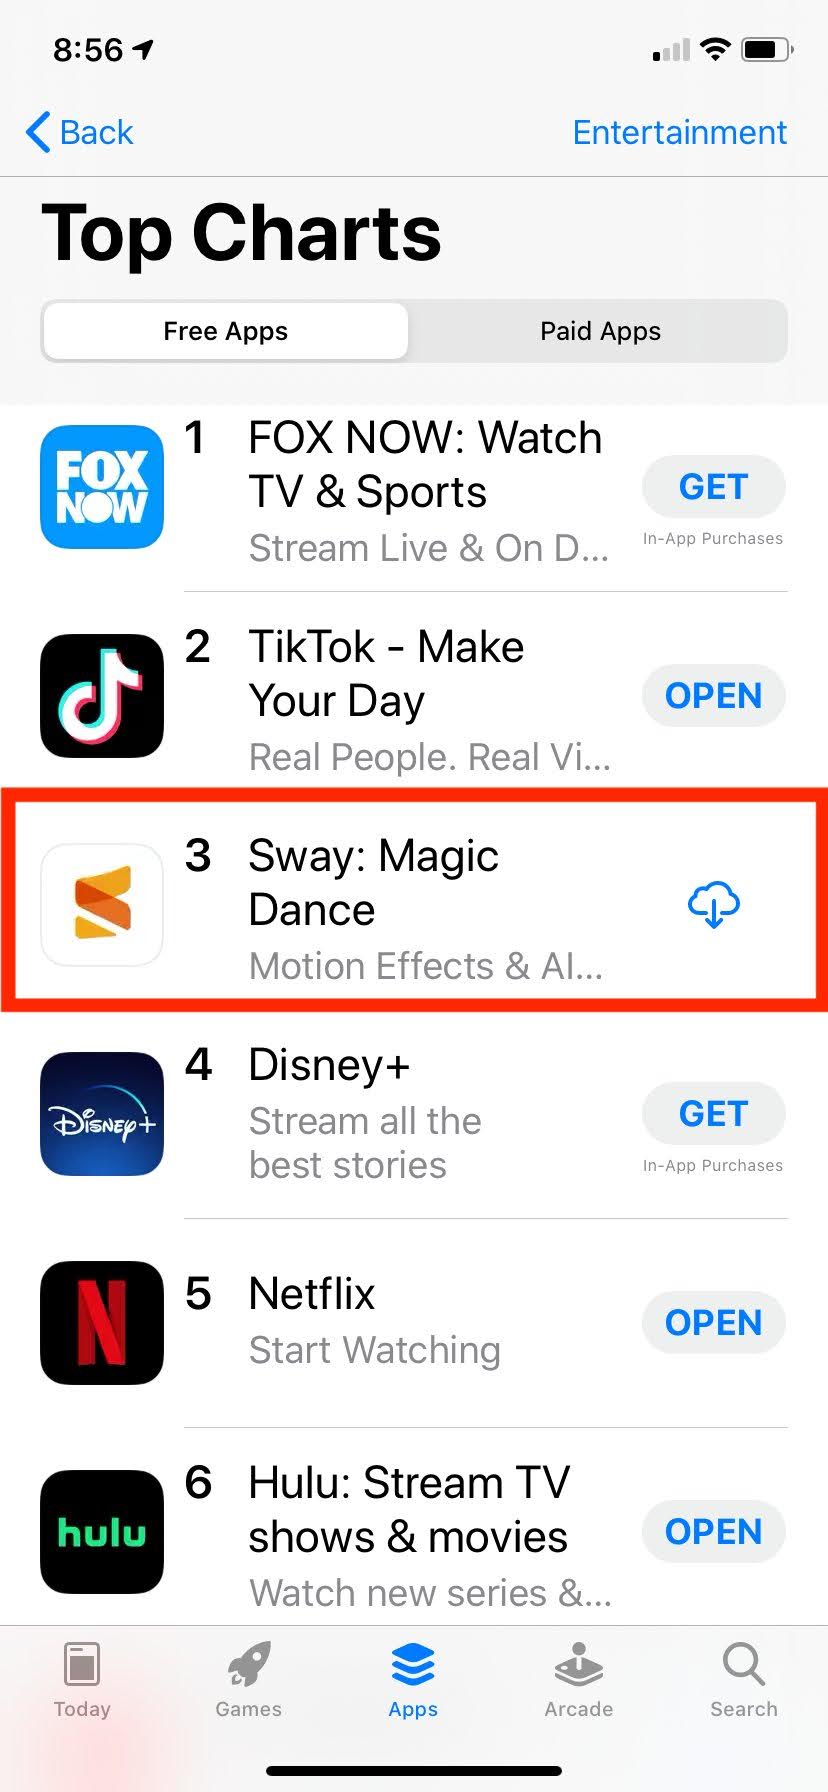 8:56
Back
Entertainment
Top Charts
Free Apps
Paid Apps
FOX
NOW
1
FOX NOW: Watch
TV & Sports
Stream Live & On D...
GET
In-App Purchases
2
TikTok - Make
Your Day
Real People. Real Vi...
OPEN
3
Sway: Magic
Dance
Motion Effects & AI...
Disney+
4
Disney+
Stream all the
best stories
GET
In-App Purchases
N
5
Netflix
Start Watching
OPEN
hulu
6
Hulu: Stream TV
shows & movies
Watch new series &...
OPEN
Today
Games
Apps
Arcade
Search